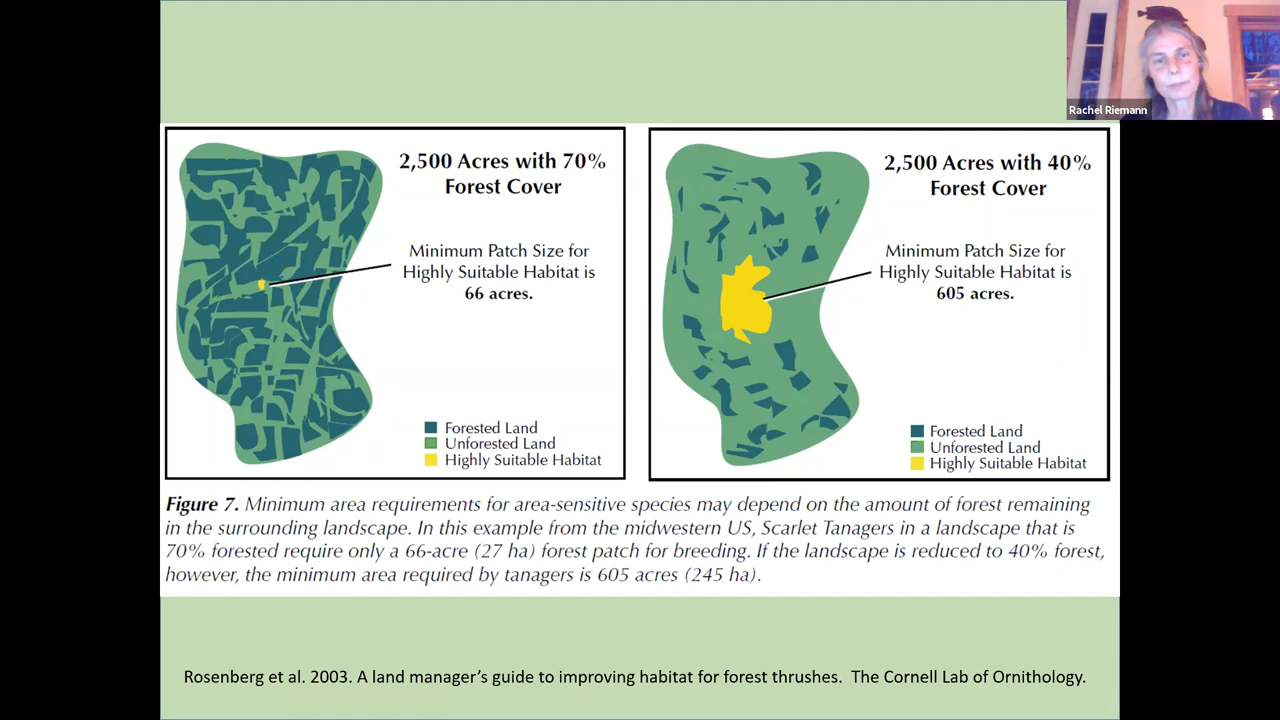 Rachel Riemann
2,500 Acres with 70%
Forest Cover
Minimum Patch Size for
Highly Suitable Habitat is
66 acres.
Forested Land
Unforested Land
Highly Suitable Habitat
2,500 Acres with 40%
Forest Cover
Minimum Patch Size for
Highly Suitable Habitat is
605 acres.
Forested Land
Unforested Land
Highly Suitable Habitat
Figure 7. Minimum area requirements for area-sensitive species may depend on the amount of forest remaining
in the surrounding landscape. In this example from the midwestern US, Scarlet Tanagers in a landscape that is
70% forested require only a 66-acre (27 ha) forest patch for breeding. If the landscape is reduced to 40% forest,
however, the minimum area required by tanagers is 605 acres (245 ha).
Rosenberg et al. 2003. A land manager’s guide to improving habitat for forest thrushes.  The Cornell Lab of Ornithology.